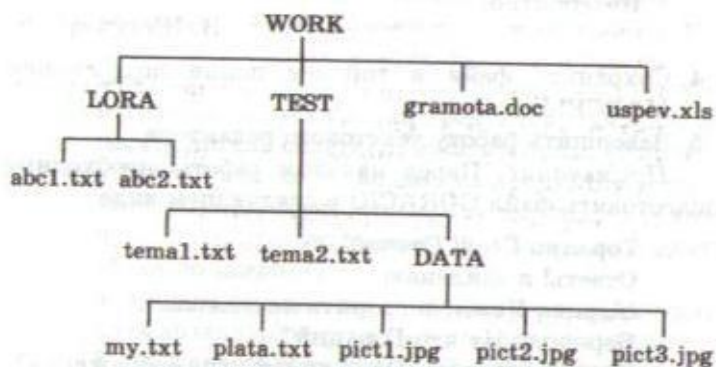 WORK
LORA TEST gramota.doc uspev.xls
abc1.txt abc2.txt
tema1.txt tema2.txt DATA
my.txt plata.txt pict1.jpg pict2.jpg pict3.jpg